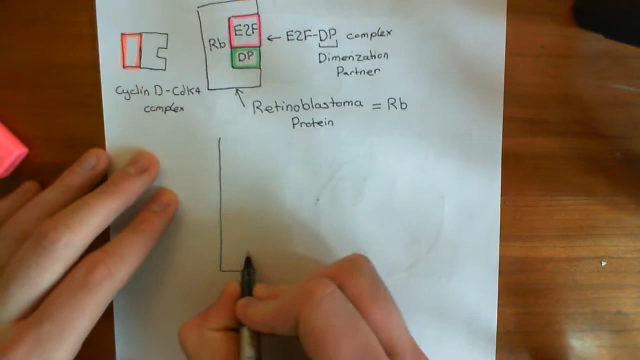 E2F
Rb
DP
← E2F-DP complex
Dimerization
Partner
Cyclin D-Cdk4
complex
Retinoblastoma = Rb
Protein